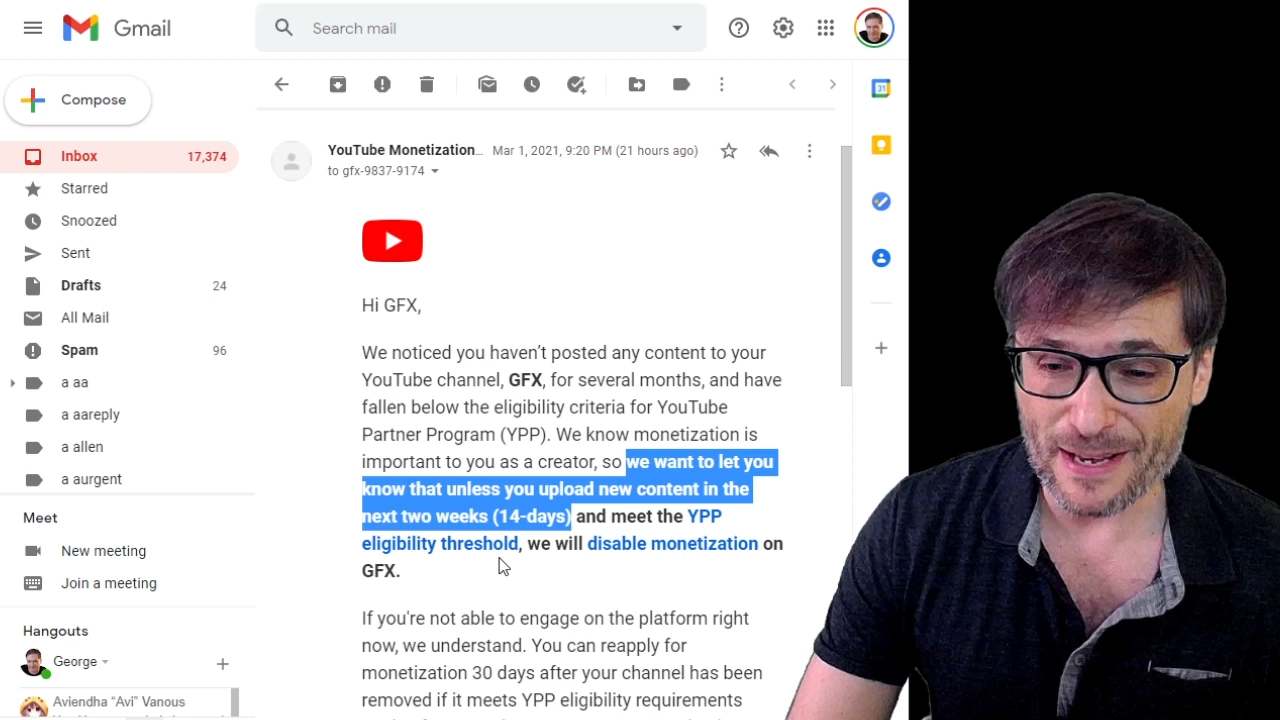 Gmail
Search mail
Compose
Inbox 17,374
Starred
Snoozed
Sent
Drafts 24
All Mail
Spam 96
a aa
a aareply
a allen
a aurgent
Meet
New meeting
Join a meeting
Hangouts
George
Aviendha “Avi” Vanous
YouTube Monetization... Mar 1, 2021, 9:20 PM (21 hours ago)
to gfx-9837-9174
Hi GFX,
We noticed you haven’t posted any content to your
YouTube channel, GFX, for several months, and have
fallen below the eligibility criteria for YouTube
Partner Program (YPP). We know monetization is
important to you as a creator, so we want to let you
know that unless you upload new content in the
next two weeks (14-days) and meet the YPP
eligibility threshold, we will disable monetization on
GFX.
If you're not able to engage on the platform right
now, we understand. You can reapply for
monetization 30 days after your channel has been
removed if it meets YPP eligibility requirements
31